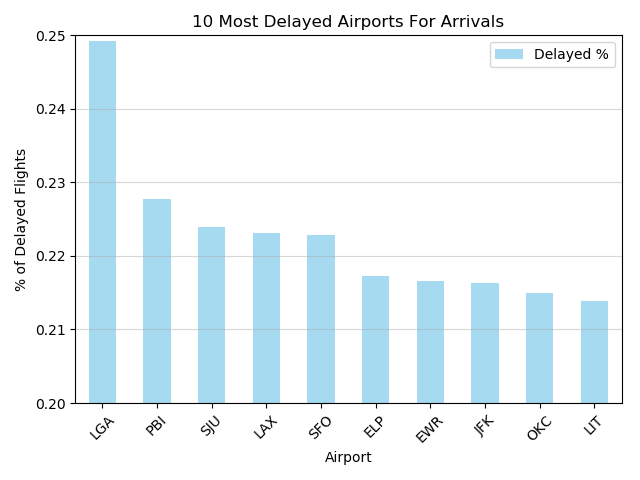 10 Most Delayed Airports For Arrivals
Delayed %
% of Delayed Flights
0.25
0.24
0.23
0.22
0.21
0.20
LGA
PBI
SJU
LAX
SFO
ELP
EWR
JFK
OKC
LIT
Airport